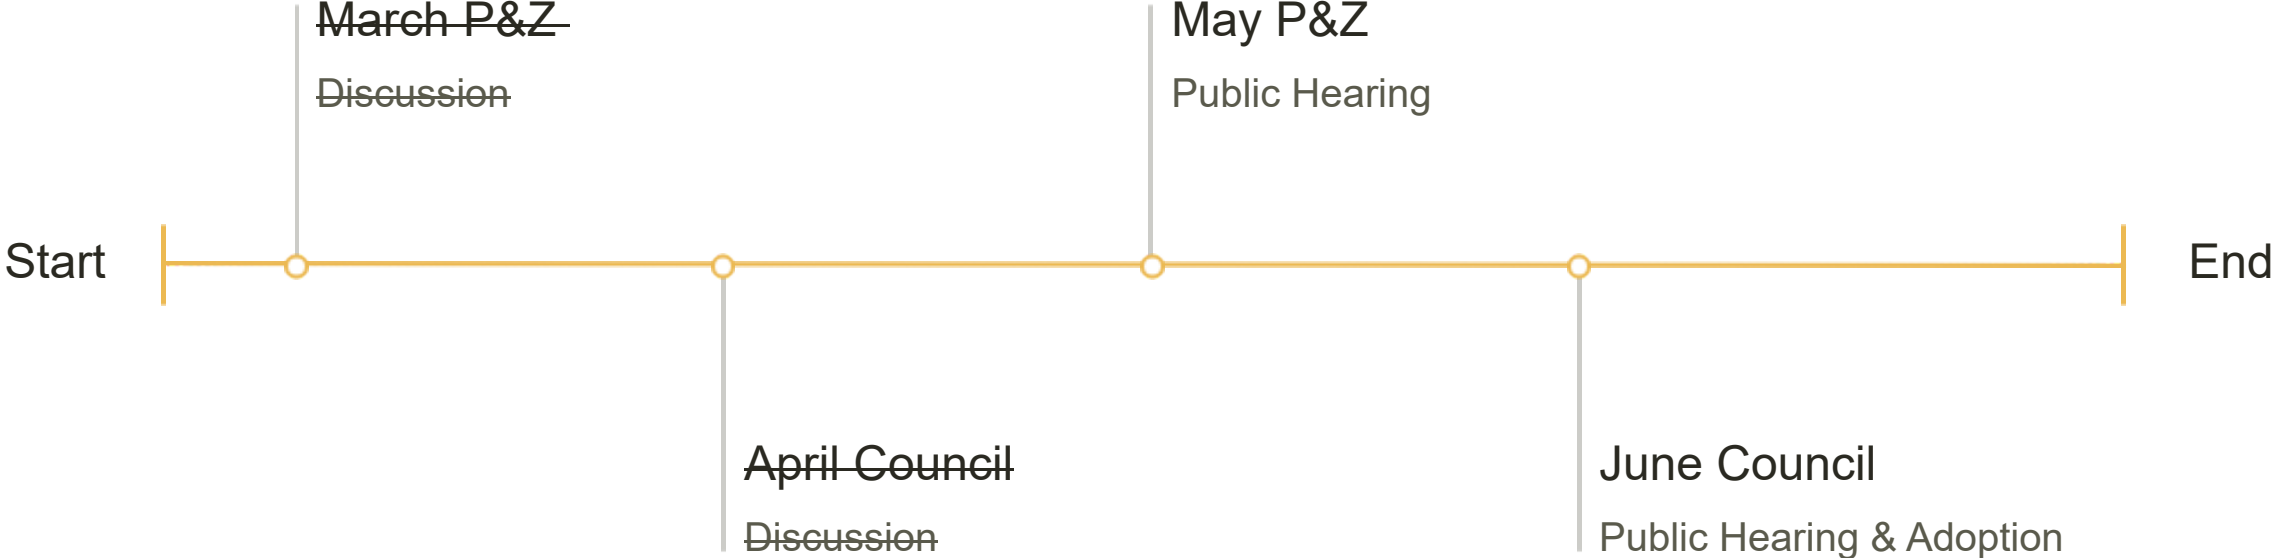 March P&Z
Discussion
May P&Z
Public Hearing
Start
End
April Council
Discussion
June Council
Public Hearing & Adoption